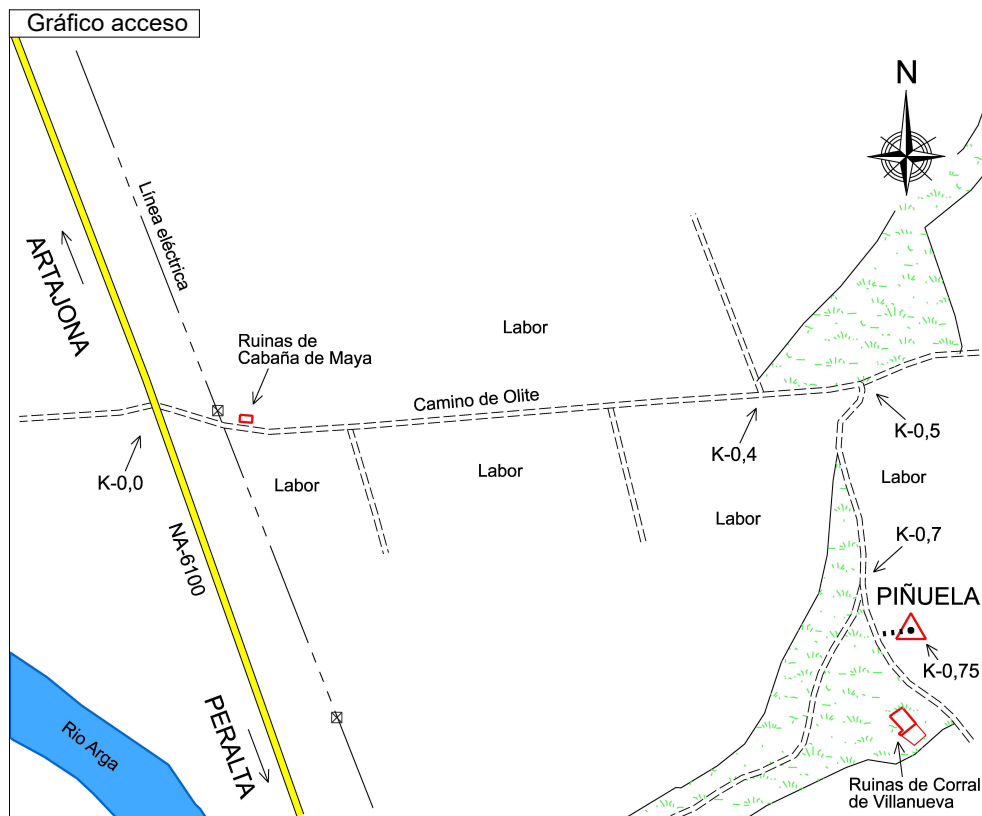 Gráfico acceso
N
Línea eléctrica
ARTAJONA
Labor
Ruinas de
Cabaña de Maya
Camino de Olite
K-0,5
K-0,4
K-0,0
Labor
Labor
Labor
Labor
NA-6100
K-0,7
PIÑUELA
K-0,75
PERALTA
Rio Arga
Ruinas de Corral
de Villanueva